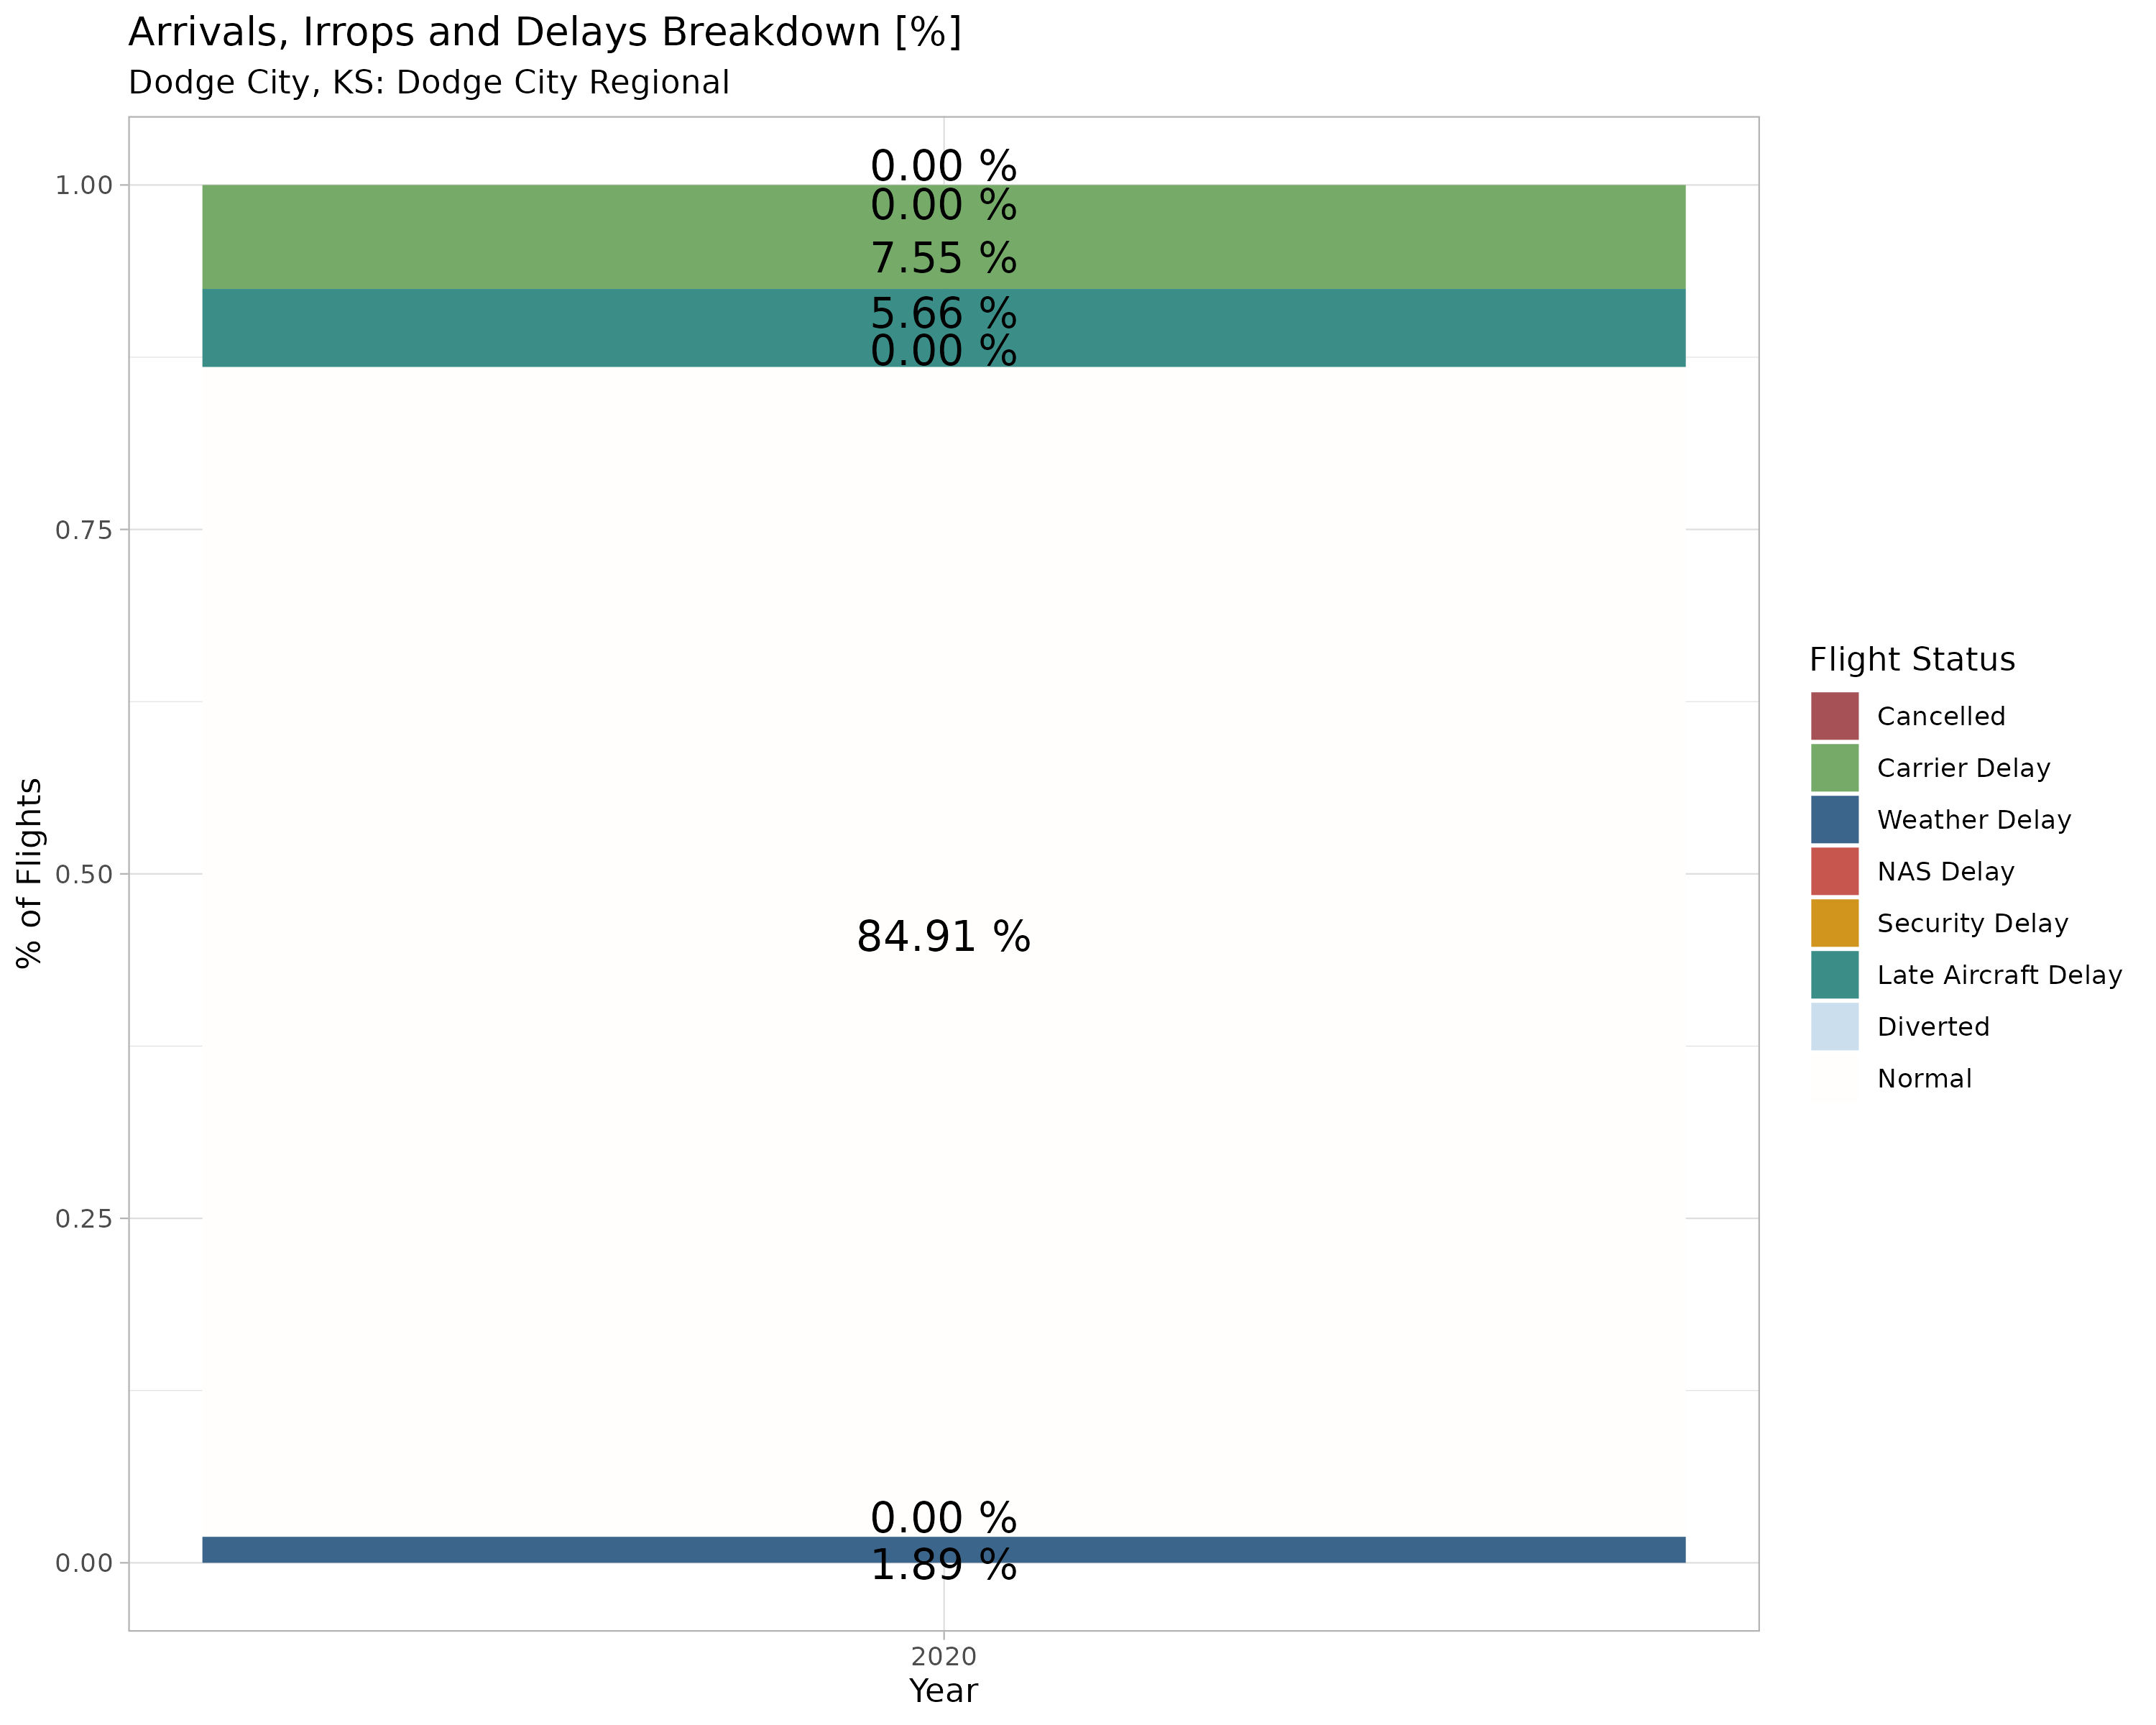 Arrivals, Irrops and Delays Breakdown [%]
Dodge City, KS: Dodge City Regional
% of Flights
1.00
0.75
0.50
0.25
0.00
0.00 %
0.00 %
7.55 %
5.66 %
0.00 %
84.91 %
0.00 %
1.89 %
2020
Year
Flight Status
Cancelled
Carrier Delay
Weather Delay
NAS Delay
Security Delay
Late Aircraft Delay
Diverted
Normal